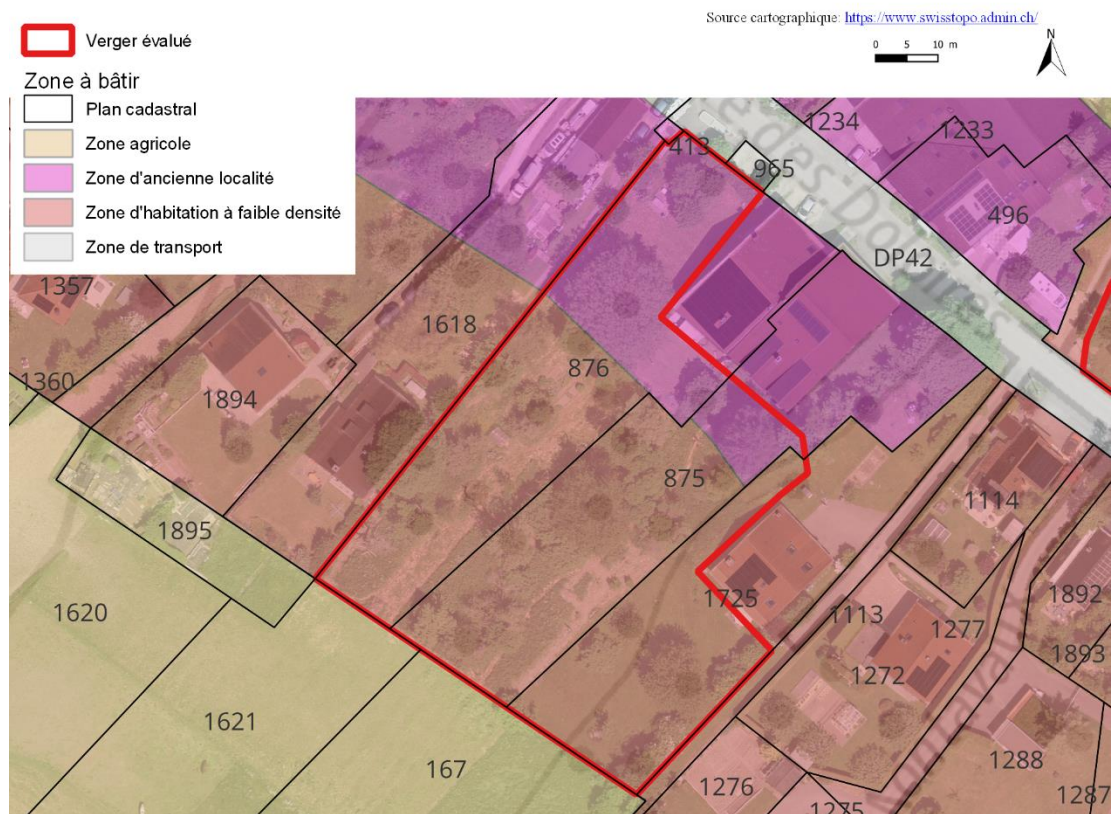 Source cartographique: https://www.swisstopo.admin.ch/
Verger évalué
0 5 10 m
N
Zone à bâtir
Plan cadastral
Zone agricole
Zone d'ancienne localité
Zone d'habitation à faible densité
Zone de transport
1234
1233
413
965
496
DP42
1357
1618
876
1360
1894
875
1114
1895
1725
1892
1620
1113
1277
1893
1272
1621
167
1288
1276
1287
1275